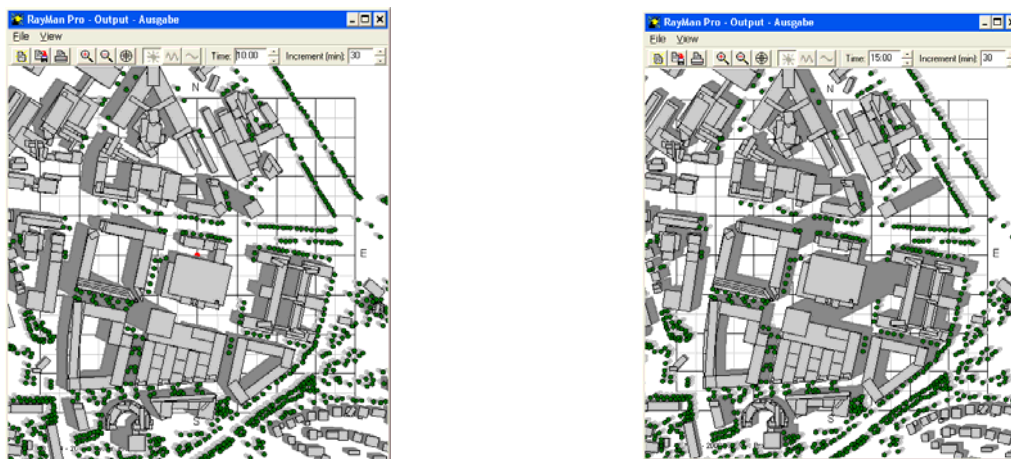 RayMan Pro - Output - Ausgabe
File View
Time: 10:00 Increment (min): 30
N
E
S
RayMan Pro - Output - Ausgabe
File View
Time: 15:00 Increment (min): 30
N
E
S